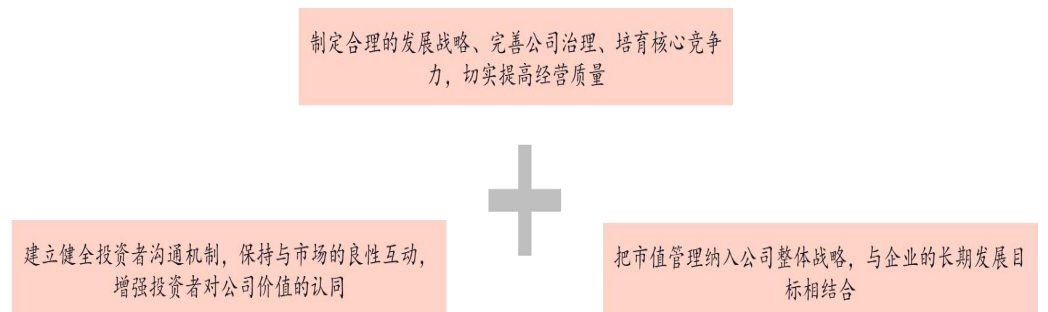 制定合理的发展战略、完善公司治理、培育核心竞争
力，切实提高经营质量
建立健全投资者沟通机制，保持与市场的良性互动，
增强投资者对公司价值的认同
把市值管理纳入公司整体战略，与企业的长期发展目
标相结合